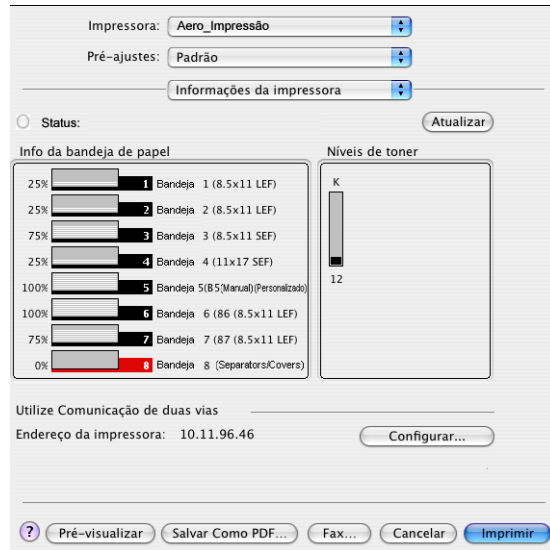 Impressora: Aero_Impressão
Pré-ajustes: Padrão
Informações da impressora
Status: Atualizar
Info da bandeja de papel
25% 1 Bandeja 1 (8.5x11 LEF)
25% 2 Bandeja 2 (8.5x11 LEF)
75% 3 Bandeja 3 (8.5x11 SEF)
25% 4 Bandeja 4 (11x17 SEF)
100% 5 Bandeja 5(B5(Manual)(Personalizado)
100% 6 Bandeja 6 (86 (8.5x11 LEF)
75% 7 Bandeja 7 (87 (8.5x11 LEF)
0% 8 Bandeja 8 (Separators/Covers)
Níveis de toner
K
12
Utilize Comunicação de duas vias
Endereço da impressora: 10.11.96.46 Configurar...
? Pré-visualizar Salvar Como PDF... Fax... Cancelar Imprimir